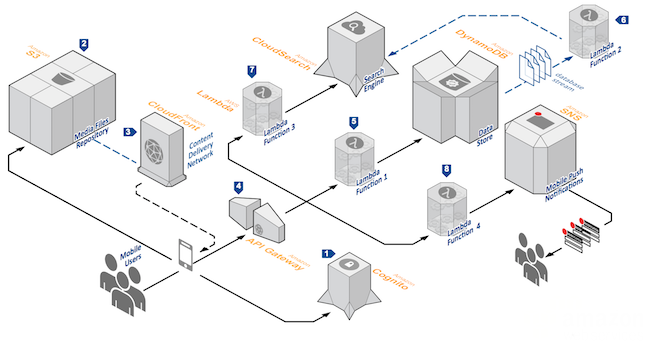 6
Amazon
DynamoDB
Lambda
Function 2
2
Amazon
S3
Amazon
CloudSearch
Search
Engine
database
stream
7
AWS
Lambda
Lambda
Function 3
Amazon
CloudFront
3
Content
Delivery
Network
Media Files
Repository
5
Data
Store
Amazon
SNS
Lambda
Function 1
8
Mobile Push
Notifications
4
Lambda
Function 4
Amazon
API Gateway
Mobile
Users
1
Amazon
Cognito